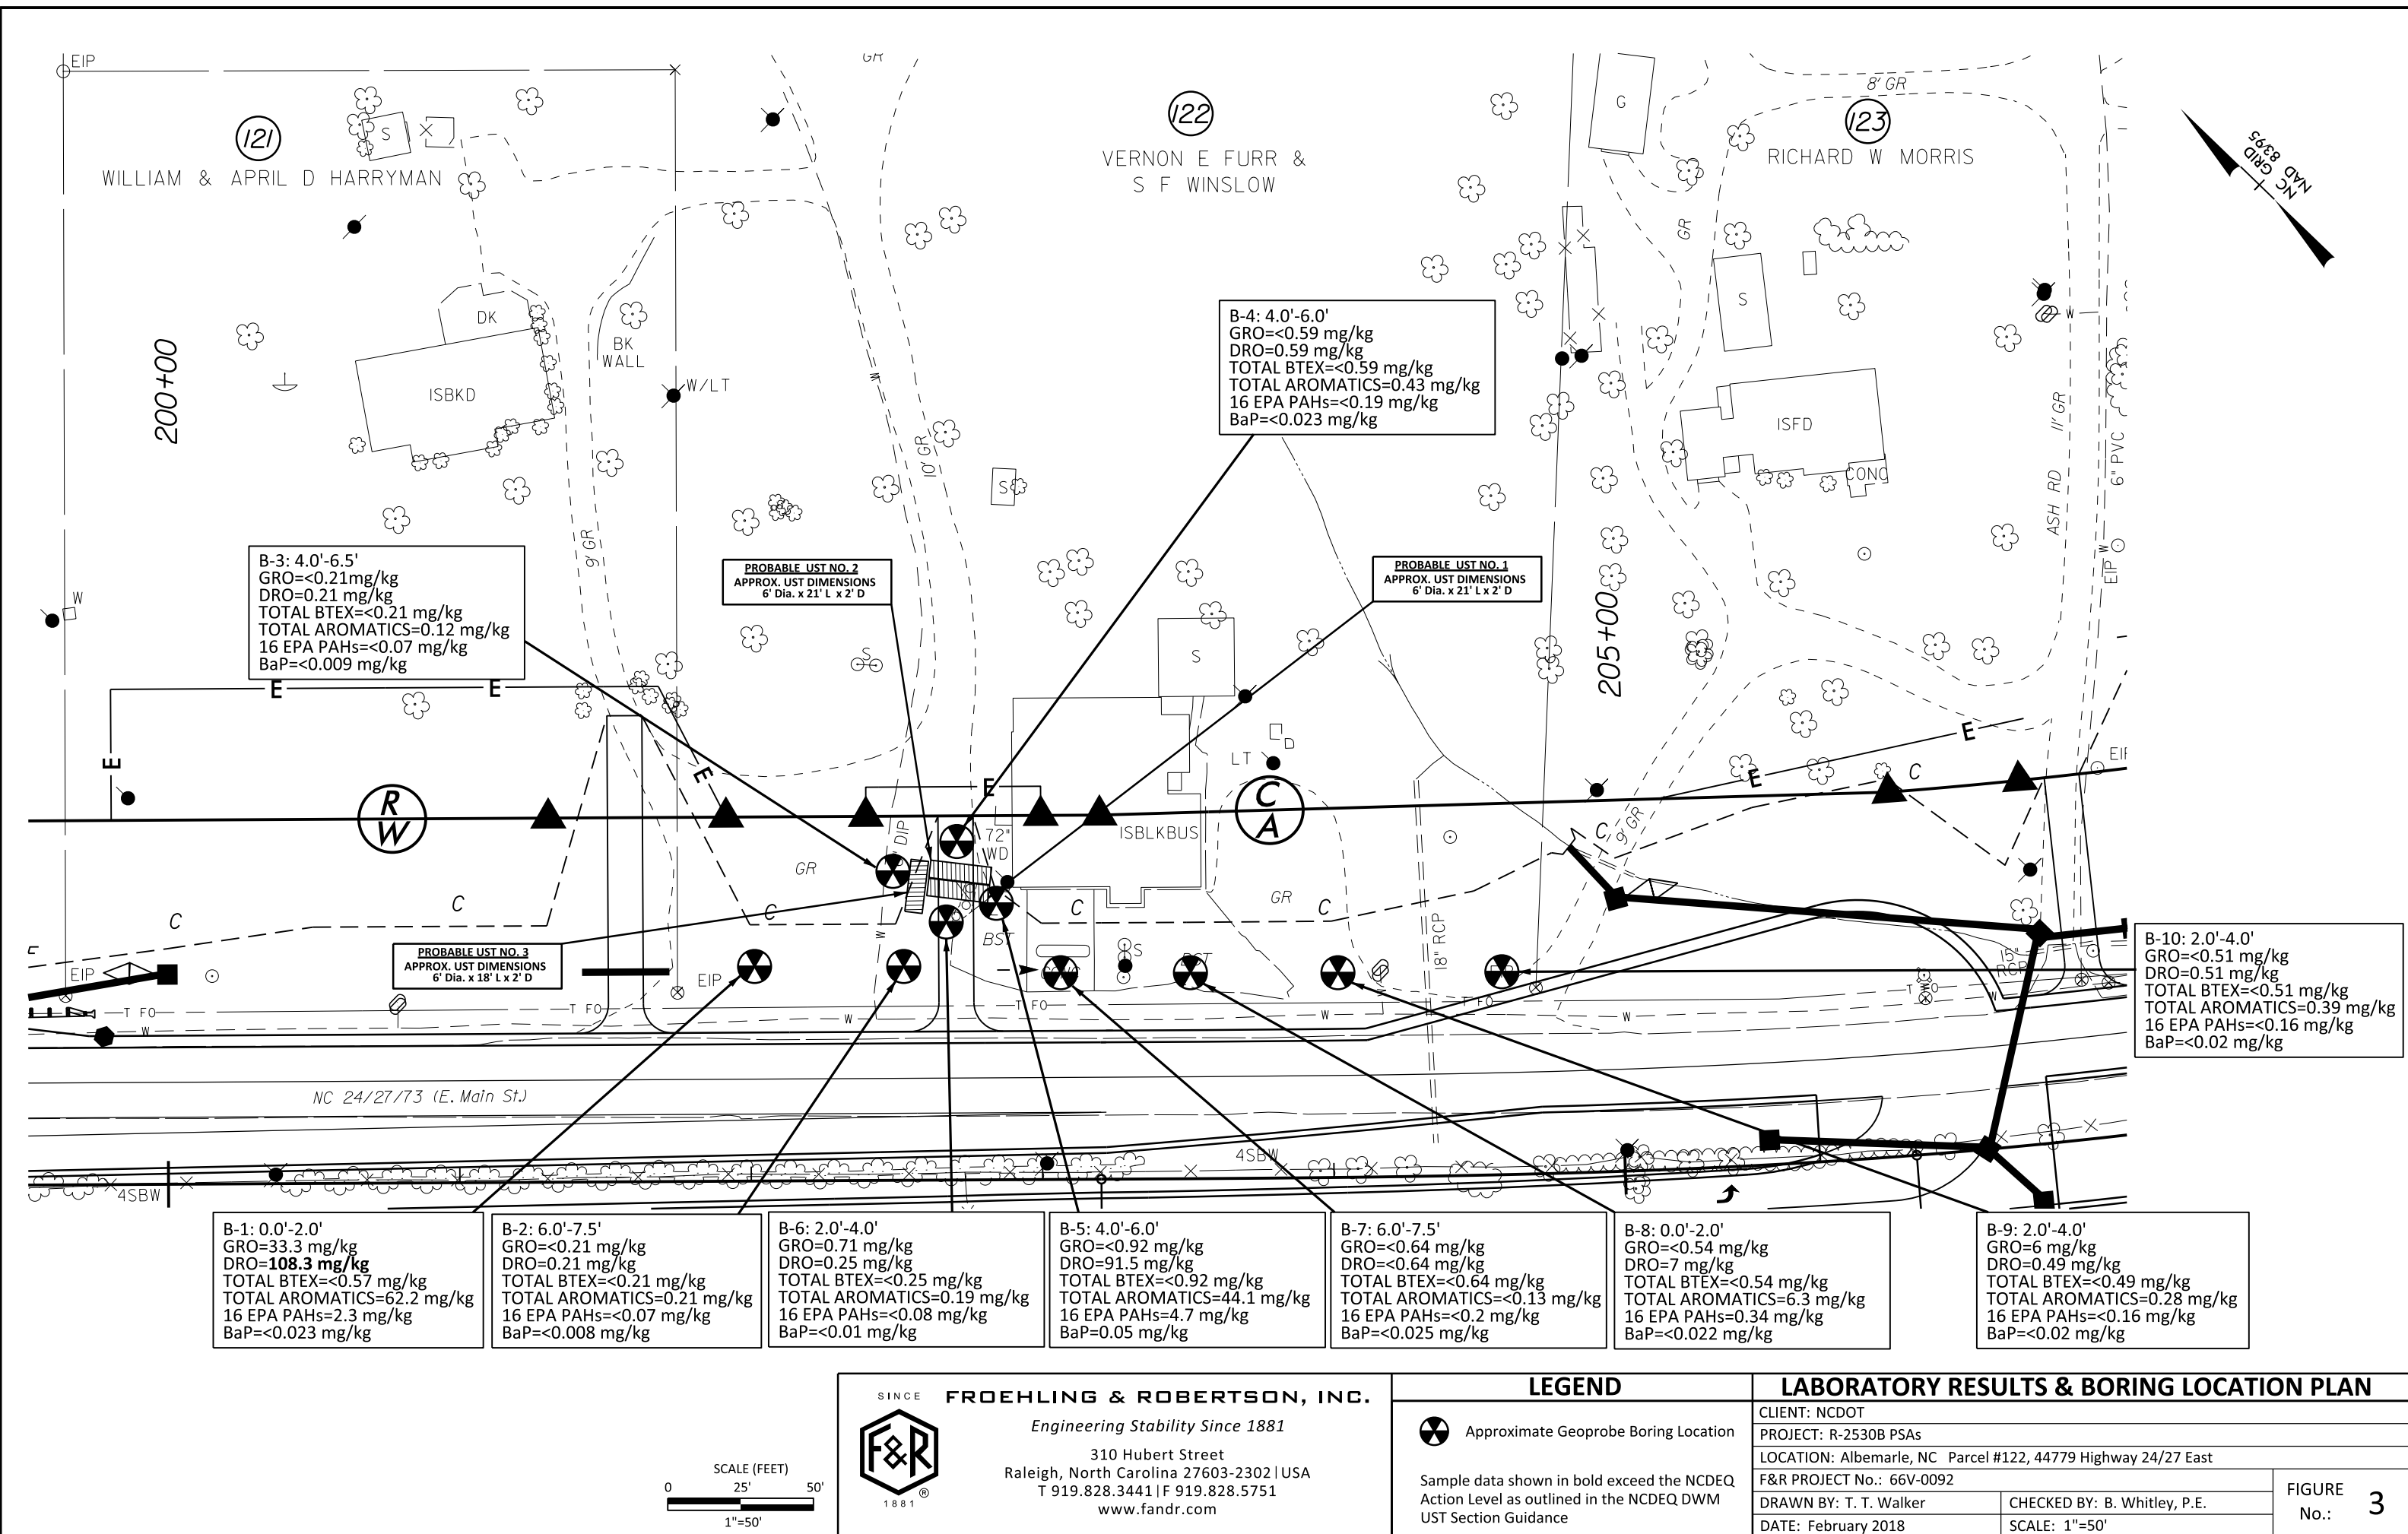 EIP
GR
121
WILLIAM & APRIL D HARRYMAN
S
122
VERNON E FURR &
S F WINSLOW
G
8' GR
123
RICHARD W MORRIS
NC GRID
NAD 83/95
GR
200+00
DK
BK
WALL
ISBKD
W/LT
W
10' GR
S
9' GR
B-4: 4.0'-6.0'
GRO=<0.59 mg/kg
DRO=0.59 mg/kg
TOTAL BTEX=<0.59 mg/kg
TOTAL AROMATICS=0.43 mg/kg
16 EPA PAHs=<0.19 mg/kg
BaP=<0.023 mg/kg
S
ISFD
CONC
W
ASH RD
11' GR
6" PVC
EIP
W
B-3: 4.0'-6.5'
GRO=<0.21mg/kg
DRO=0.21 mg/kg
TOTAL BTEX=<0.21 mg/kg
TOTAL AROMATICS=0.12 mg/kg
16 EPA PAHs=<0.07 mg/kg
BaP=<0.009 mg/kg
PROBABLE UST NO. 2
APPROX. UST DIMENSIONS
6' Dia. x 21' L x 2' D
PROBABLE UST NO. 1
APPROX. UST DIMENSIONS
6' Dia. x 21' L x 2' D
205+00
W
S
S
E
E
E
E
E
E
E
LT
D
R
W
C
A
C
EIP
DIP
72"
WD
ISBLKBUS
GR
GR
9' GR
C
C
C
C
C
C
C
BST
BST
CONC
S
18" RCP
15"
RCP
EIP
EIP
PROBABLE UST NO. 3
APPROX. UST DIMENSIONS
6' Dia. x 18' L x 2' D
B-10: 2.0'-4.0'
GRO=<0.51 mg/kg
DRO=0.51 mg/kg
TOTAL BTEX=<0.51 mg/kg
TOTAL AROMATICS=0.39 mg/kg
16 EPA PAHs=<0.16 mg/kg
BaP=<0.02 mg/kg
T FO
T FO
T FO
T FO
W
W
W
W
W
NC 24/27/73 (E. Main St.)
4SBW
4SBW
B-1: 0.0'-2.0'
GRO=33.3 mg/kg
DRO=108.3 mg/kg
TOTAL BTEX=<0.57 mg/kg
TOTAL AROMATICS=62.2 mg/kg
16 EPA PAHs=2.3 mg/kg
BaP=<0.023 mg/kg
B-2: 6.0'-7.5'
GRO=<0.21 mg/kg
DRO=0.21 mg/kg
TOTAL BTEX=<0.21 mg/kg
TOTAL AROMATICS=0.21 mg/kg
16 EPA PAHs=<0.07 mg/kg
BaP=<0.008 mg/kg
B-6: 2.0'-4.0'
GRO=0.71 mg/kg
DRO=0.25 mg/kg
TOTAL BTEX=<0.25 mg/kg
TOTAL AROMATICS=0.19 mg/kg
16 EPA PAHs=<0.08 mg/kg
BaP=<0.01 mg/kg
B-5: 4.0'-6.0'
GRO=<0.92 mg/kg
DRO=91.5 mg/kg
TOTAL BTEX=<0.92 mg/kg
TOTAL AROMATICS=44.1 mg/kg
16 EPA PAHs=4.7 mg/kg
BaP=0.05 mg/kg
B-7: 6.0'-7.5'
GRO=<0.64 mg/kg
DRO=<0.64 mg/kg
TOTAL BTEX=<0.64 mg/kg
TOTAL AROMATICS=<0.13 mg/kg
16 EPA PAHs=<0.2 mg/kg
BaP=<0.025 mg/kg
B-8: 0.0'-2.0'
GRO=<0.54 mg/kg
DRO=7 mg/kg
TOTAL BTEX=<0.54 mg/kg
TOTAL AROMATICS=6.3 mg/kg
16 EPA PAHs=0.34 mg/kg
BaP=<0.022 mg/kg
B-9: 2.0'-4.0'
GRO=6 mg/kg
DRO=0.49 mg/kg
TOTAL BTEX=<0.49 mg/kg
TOTAL AROMATICS=0.28 mg/kg
16 EPA PAHs=<0.16 mg/kg
BaP=<0.02 mg/kg
SCALE (FEET)
0 25' 50'
1"=50'
SINCE
F&R
®
1881
FROEHLING & ROBERTSON, INC.
Engineering Stability Since 1881
310 Hubert Street
Raleigh, North Carolina 27603-2302|USA
T 919.828.3441|F 919.828.5751
www.fandr.com
LEGEND
Approximate Geoprobe Boring Location
Sample data shown in bold exceed the NCDEQ
Action Level as outlined in the NCDEQ DWM
UST Section Guidance
LABORATORY RESULTS & BORING LOCATION PLAN
CLIENT: NCDOT
PROJECT: R-2530B PSAs
LOCATION: Albemarle, NC Parcel #122, 44779 Highway 24/27 East
F&R PROJECT No.: 66V-0092
DRAWN BY: T. T. Walker
CHECKED BY: B. Whitley, P.E.
DATE: February 2018
SCALE: 1"=50'
FIGURE
No.: 3